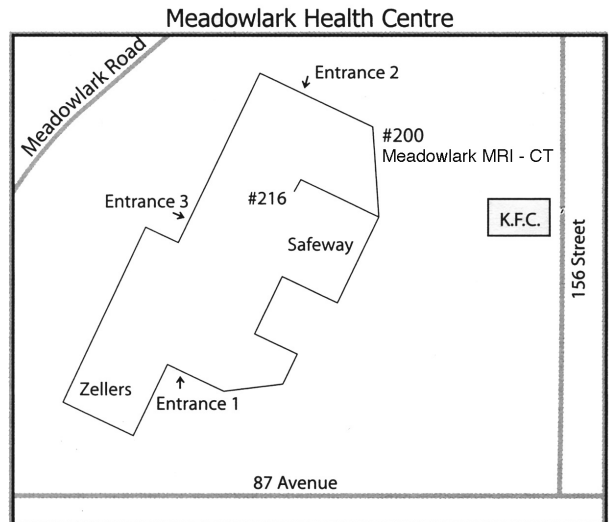 Meadowlark Health Centre
Meadowlark Road
Entrance 2
#200
Meadowlark MRI - CT
Entrance 3
#216
K.F.C.
Safeway
156 Street
Zellers
Entrance 1
87 Avenue